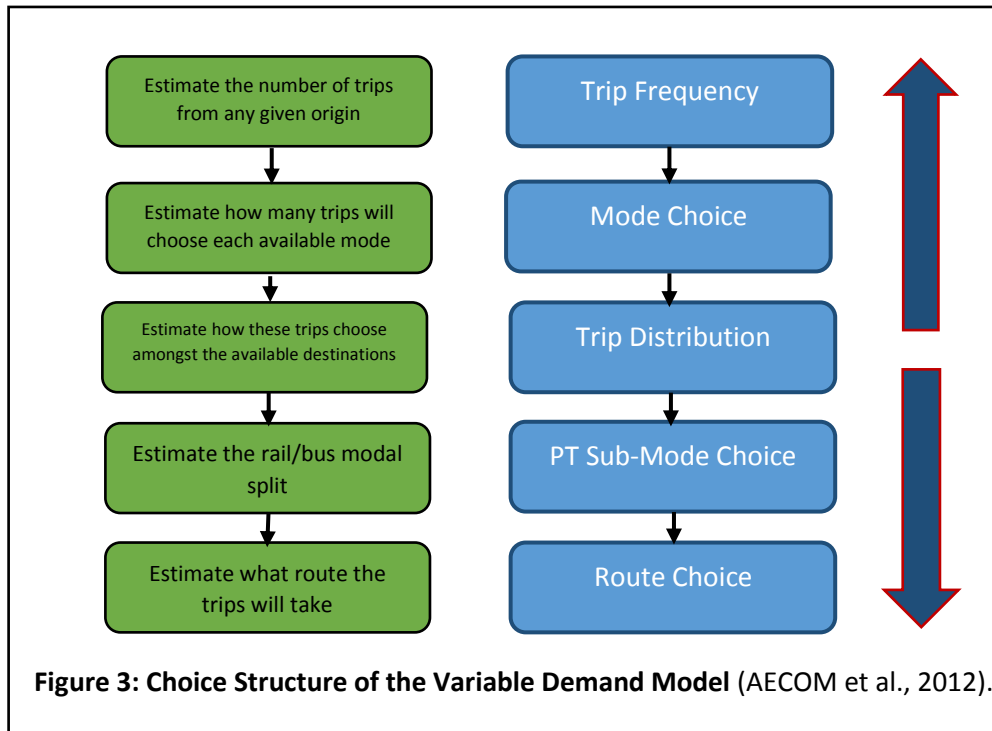 Estimate the number of trips
from any given origin
Trip Frequency
Estimate how many trips will
choose each available mode
Mode Choice
Estimate how these trips choose
amongst the available destinations
Trip Distribution
Estimate the rail/bus modal
split
PT Sub-Mode Choice
Estimate what route the
trips will take
Route Choice
Figure 3: Choice Structure of the Variable Demand Model (AECOM et al., 2012).